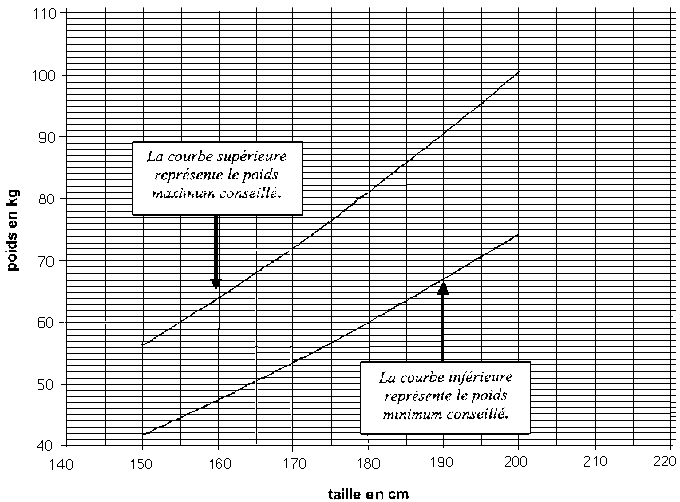 110
100
90
80
70
60
50
40
poids en kg
La courbe supérieure
représente le poids
maximum conseillé.
La courbe inférieure
représente le poids
minimum conseillé.
140 150 160 170 180 190 200 210 220
taille en cm